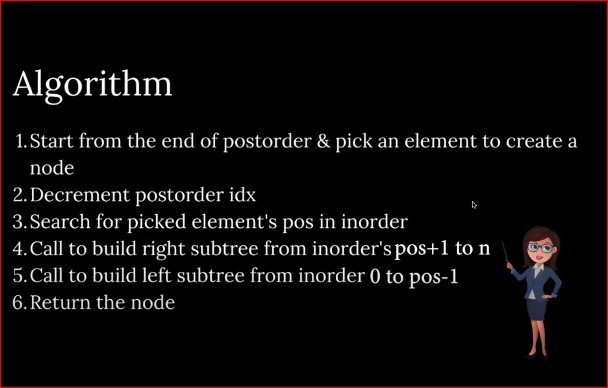 Algorithm
1. Start from the end of postorder & pick an element to create a
node
2. Decrement postorder idx
3. Search for picked element's pos in inorder
4. Call to build right subtree from inorder's pos+1 to n
5. Call to build left subtree from inorder 0 to pos-1
6. Return the node